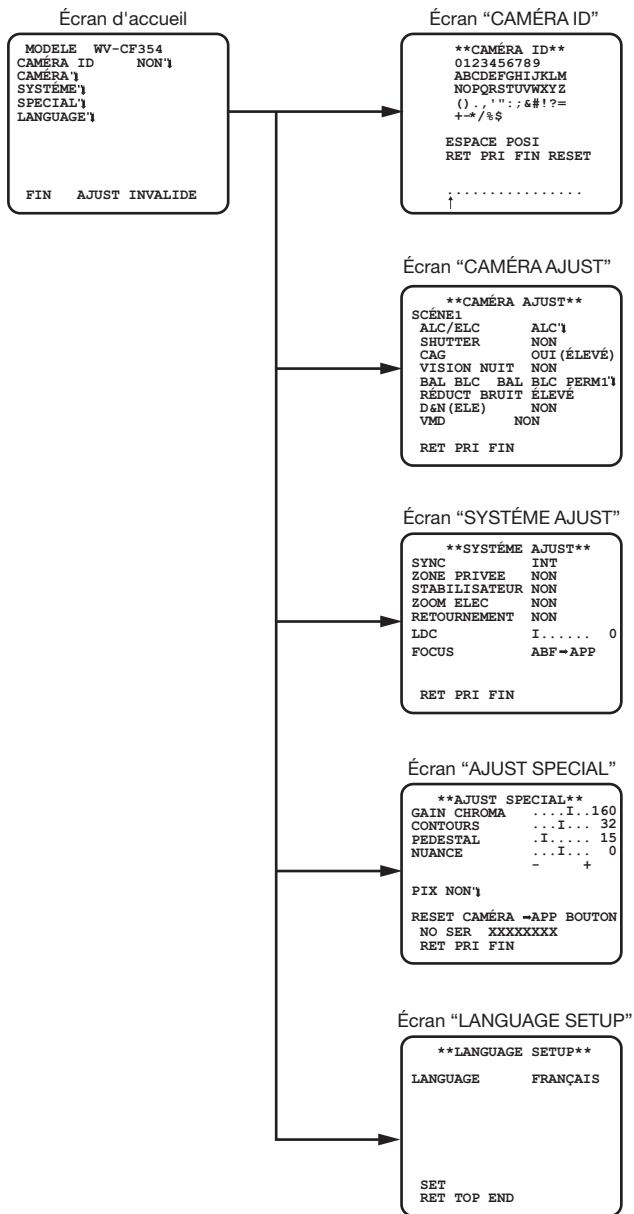 Écran d'accueil
MODELE WV-CF354
CAMÉRA ID NON
CAMÉRA
SYSTÉME
SPECIAL
LANGUAGE
FIN AJUST INVALIDE
Écran “CAMÉRA ID”
**CAMÉRA ID**
0123456789
ABCDEFGHIJKLM
NOPQRSTUVWXYZ
().,'":;&#!?=
+-*/%$
ESPACE POSI
RET PRI FIN RESET
................
↑
Écran “CAMÉRA AJUST”
**CAMÉRA AJUST**
SCÉNE1
ALC/ELC ALC
SHUTTER NON
CAG OUI(ÉLEVÉ)
VISION NUIT NON
BAL BLC BAL BLC PERM1
RÉDUCT BRUIT ÉLEVÉ
D&N(ELE) NON
VMD NON
RET PRI FIN
Écran “SYSTÉME AJUST”
**SYSTÉME AJUST**
SYNC INT
ZONE PRIVEE NON
STABILISATEUR NON
ZOOM ELEC NON
RETOURNEMENT NON
LDC I...... 0
FOCUS ABF➡APP
RET PRI FIN
Écran “AJUST SPECIAL”
**AJUST SPECIAL**
GAIN CHROMA ....I..160
CONTOURS ...I... 32
PEDESTAL .I..... 15
NUANCE ...I... 0
- +
PIX NON
RESET CAMÉRA ➡APP BOUTON
NO SER XXXXXXXX
RET PRI FIN
Écran “LANGUAGE SETUP”
**LANGUAGE SETUP**
LANGUAGE FRANÇAIS
SET
RET TOP END